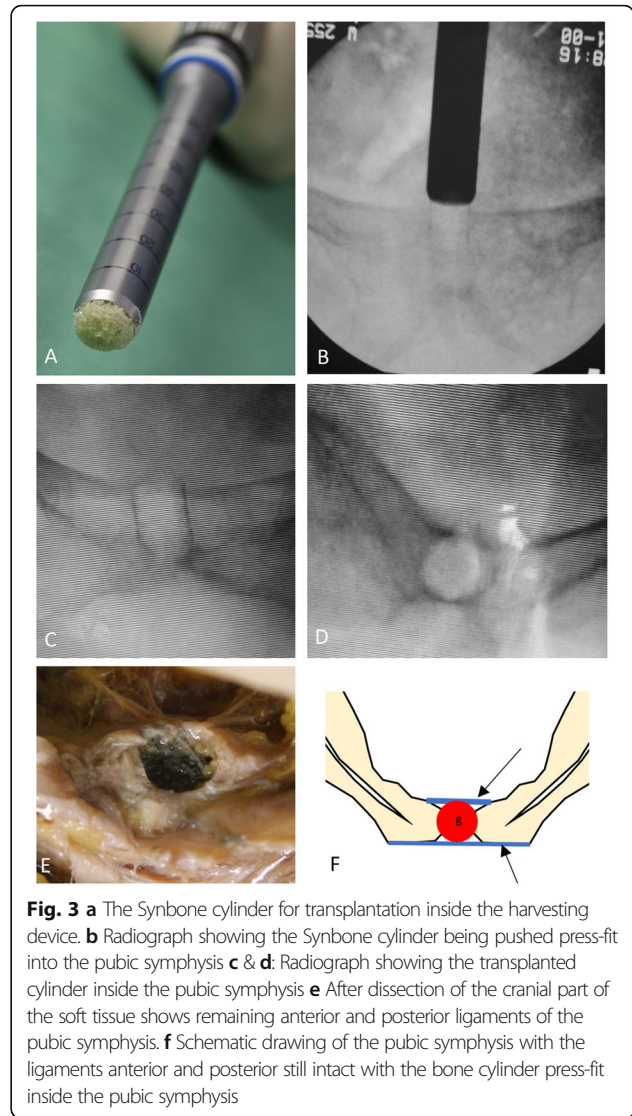 A
10
20
30
B
C
D
E
F
g
Fig. 3 a The Synbone cylinder for transplantation inside the harvesting
device. b Radiograph showing the Synbone cylinder being pushed press-fit
into the pubic symphysis c & d: Radiograph showing the transplanted
cylinder inside the pubic symphysis e After dissection of the cranial part of
the soft tissue shows remaining anterior and posterior ligaments of the
pubic symphysis. f Schematic drawing of the pubic symphysis with the
ligaments anterior and posterior still intact with the bone cylinder press-fit
inside the pubic symphysis